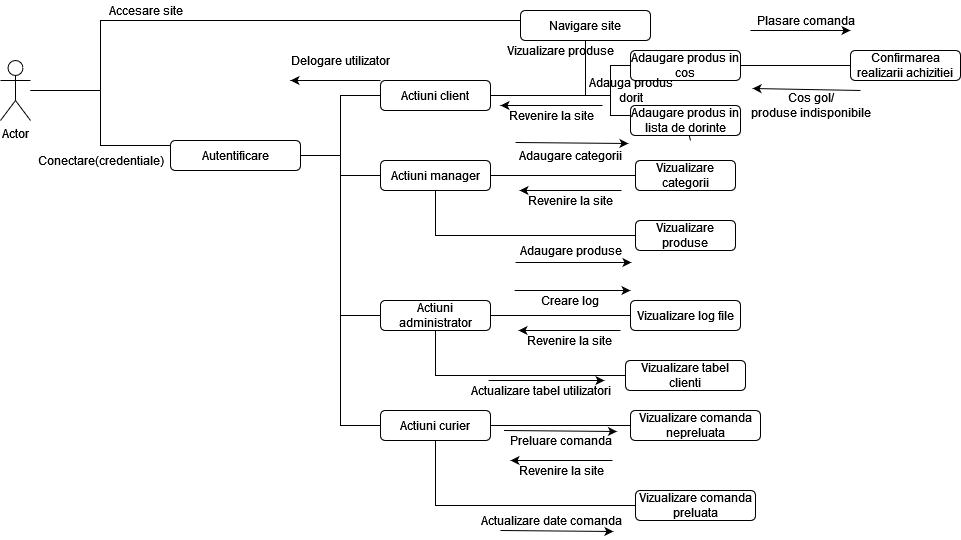 Accesare site
Navigare site
Plasare comanda
Vizualizare produse
Delogare utilizator
Adaugare produs in
cos
Confirmarea
realizarii achizitiei
Actiuni client
Adauga produs
dorit
Revenire la site
Cos gol/
produse indisponibile
Adaugare produs in
lista de dorinte
Actor
Conectare(credentiale)
Autentificare
Adaugare categorii
Actiuni manager
Vizualizare
categorii
Revenire la site
Vizualizare
produse
Adaugare produse
Creare log
Actiuni
administrator
Vizualizare log file
Revenire la site
Vizualizare tabel
clienti
Actualizare tabel utilizatori
Actiuni curier
Vizualizare comanda
nepreluata
Preluare comanda
Revenire la site
Vizualizare comanda
preluata
Actualizare date comanda